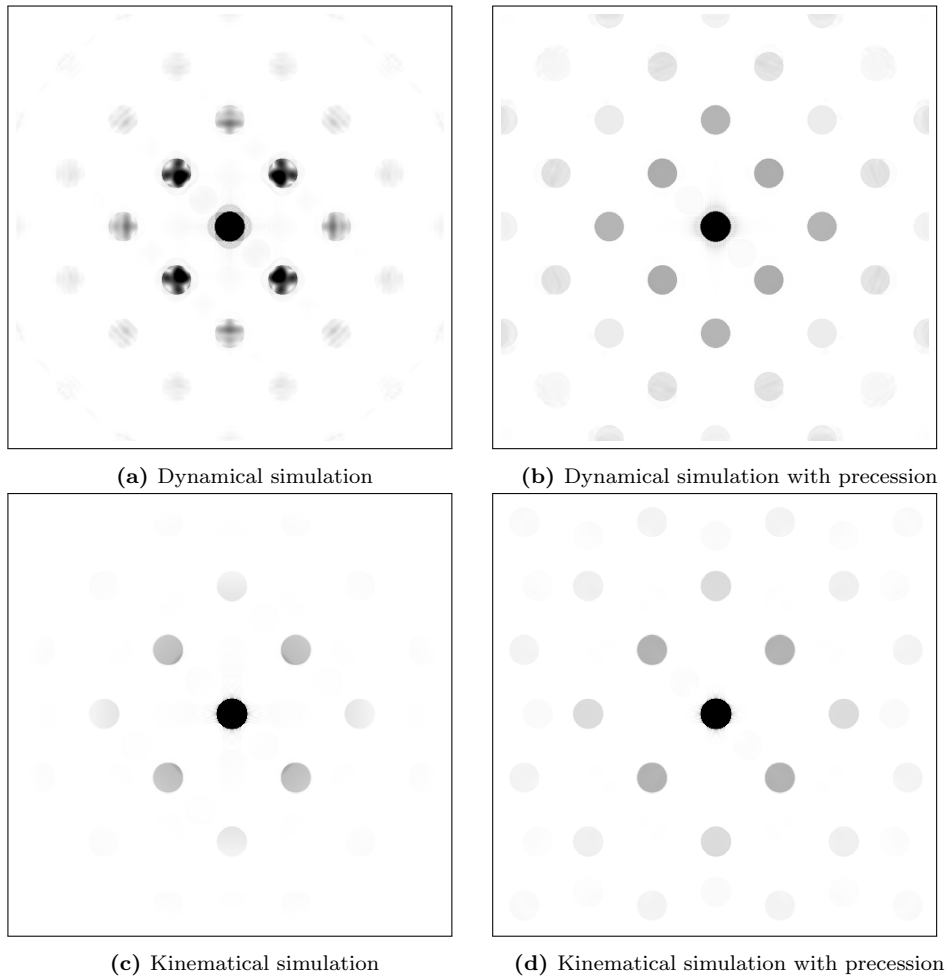 (a) Dynamical simulation
(b) Dynamical simulation with precession
(c) Kinematical simulation
(d) Kinematical simulation with precession